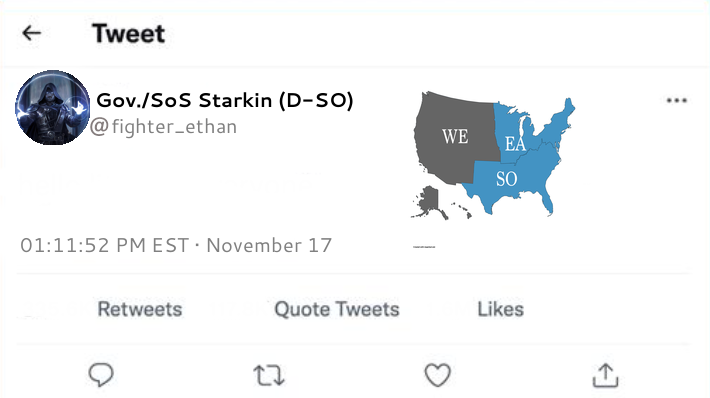 Tweet
Gov./SoS Starkin (D-SO)
@fighter_ethan
WE
EA
SO
01:11:52 PM EST · November 17
Retweets Quote Tweets Likes